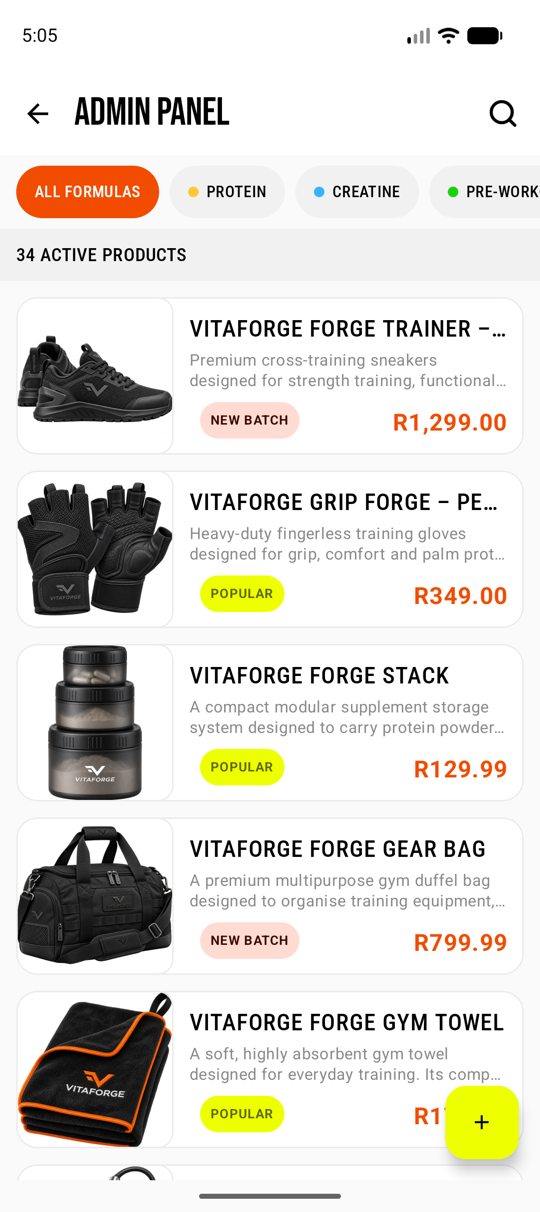 5:05
ADMIN PANEL
ALL FORMULAS
PROTEIN
CREATINE
PRE-WORK
34 ACTIVE PRODUCTS
VITAFORGE FORGE TRAINER –…
Premium cross-training sneakers
designed for strength training, functional…
NEW BATCH
R1,299.00
VITAFORGE
VITAFORGE GRIP FORGE – PE…
Heavy-duty fingerless training gloves
designed for grip, comfort and palm prot…
POPULAR
R349.00
VITAFORGE
VITAFORGE FORGE STACK
A compact modular supplement storage
system designed to carry protein powder…
POPULAR
R129.99
VITAFORGE FORGE GEAR BAG
A premium multipurpose gym duffel bag
designed to organise training equipment,…
NEW BATCH
R799.99
VITAFORGE
VITAFORGE FORGE GYM TOWEL
A soft, highly absorbent gym towel
designed for everyday training. Its comp…
POPULAR
R17
+